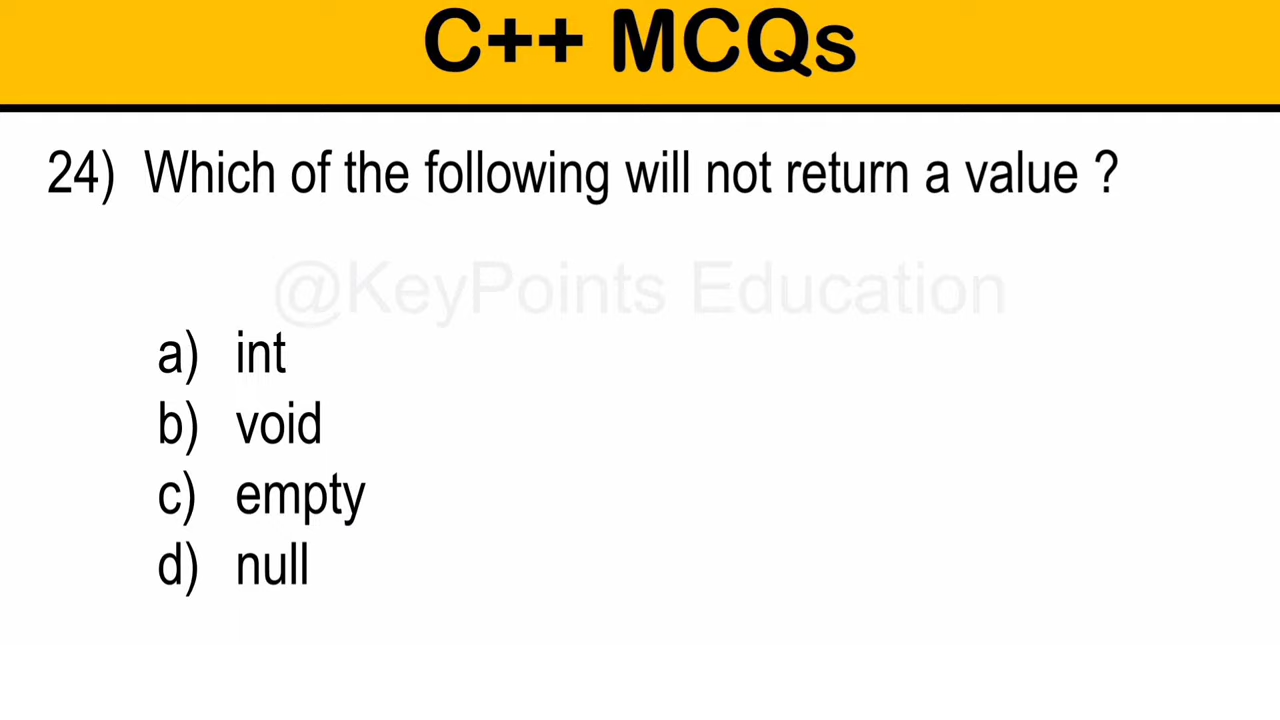 C++ MCQs
24) Which of the following will not return a value ?
@KeyPoints Education
a) int
b) void
c) empty
d) null